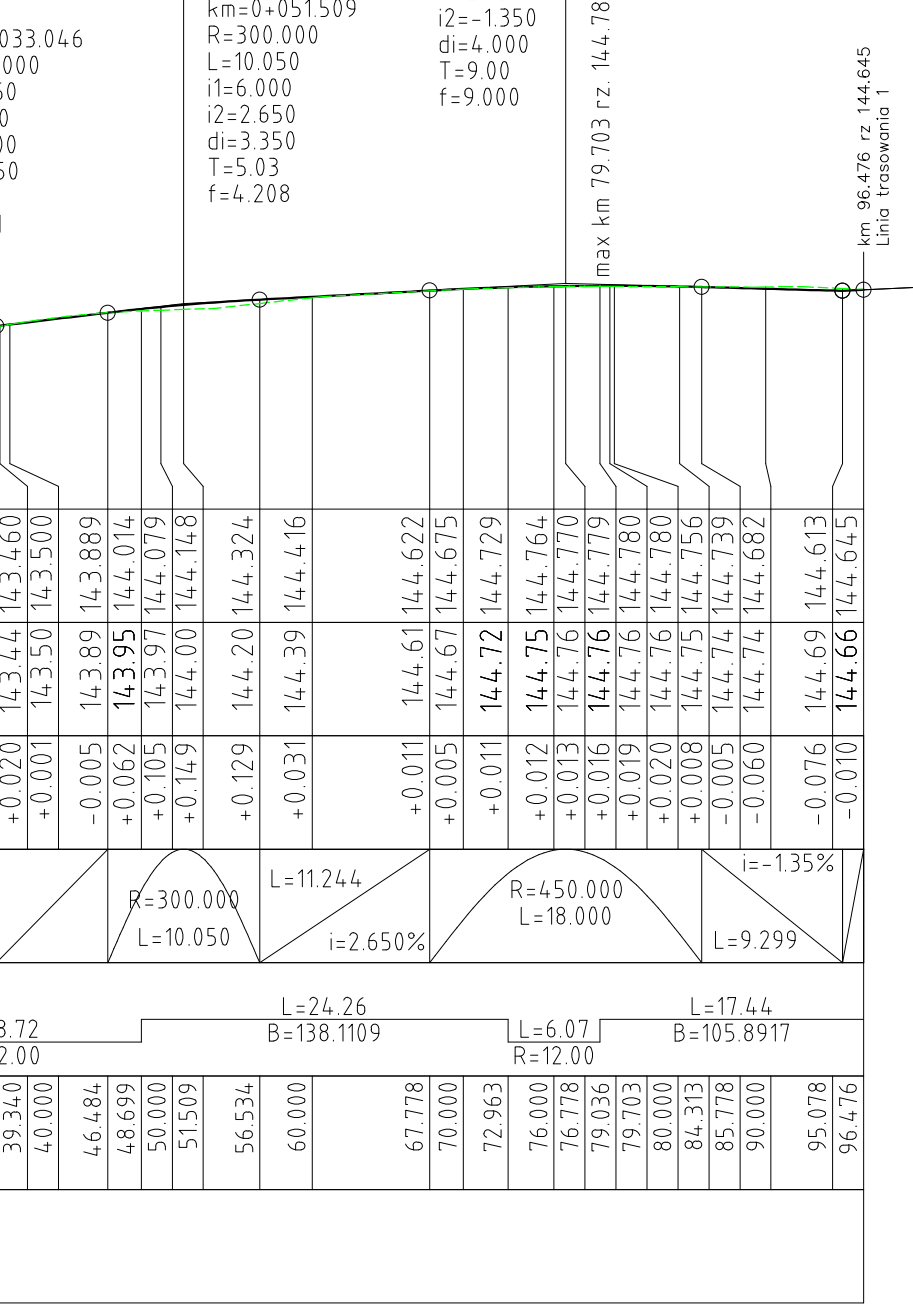 033.046
km=0+051.509
R=300.000
L=10.050
i1=6.000
i2=2.650
di=3.350
T=5.03
f=4.208
i2=-1.350
di=4.000
T=9.00
f=9.000
max km 79.703 rz. 144.78
km 96.476 rz 144.645
Linia trasowania 1
143.460 143.500 143.889 144.014 144.079 144.148 144.324 144.416 144.622 144.675 144.729 144.764 144.770 144.779 144.780 144.780 144.756 144.739 144.682 144.613 144.645
143.44 143.50 143.89 143.95 143.97 144.00 144.20 144.39 144.61 144.67 144.72 144.75 144.76 144.76 144.76 144.76 144.75 144.74 144.74 144.69 144.66
+0.020 +0.001 -0.005 +0.062 +0.105 +0.149 +0.129 +0.031 +0.011 +0.005 +0.011 +0.012 +0.013 +0.016 +0.019 +0.020 +0.008 -0.005 -0.060 -0.076 -0.010
R=300.000
L=10.050
L=11.244
i=2.650%
R=450.000
L=18.000
i=-1.35%
L=9.299
8.72
2.00
L=24.26
B=138.1109
L=6.07
R=12.00
L=17.44
B=105.8917
39.340 40.000 46.484 48.699 50.000 51.509 56.534 60.000 67.778 70.000 72.963 76.000 76.778 79.036 79.703 80.000 84.313 85.778 90.000 95.078 96.476